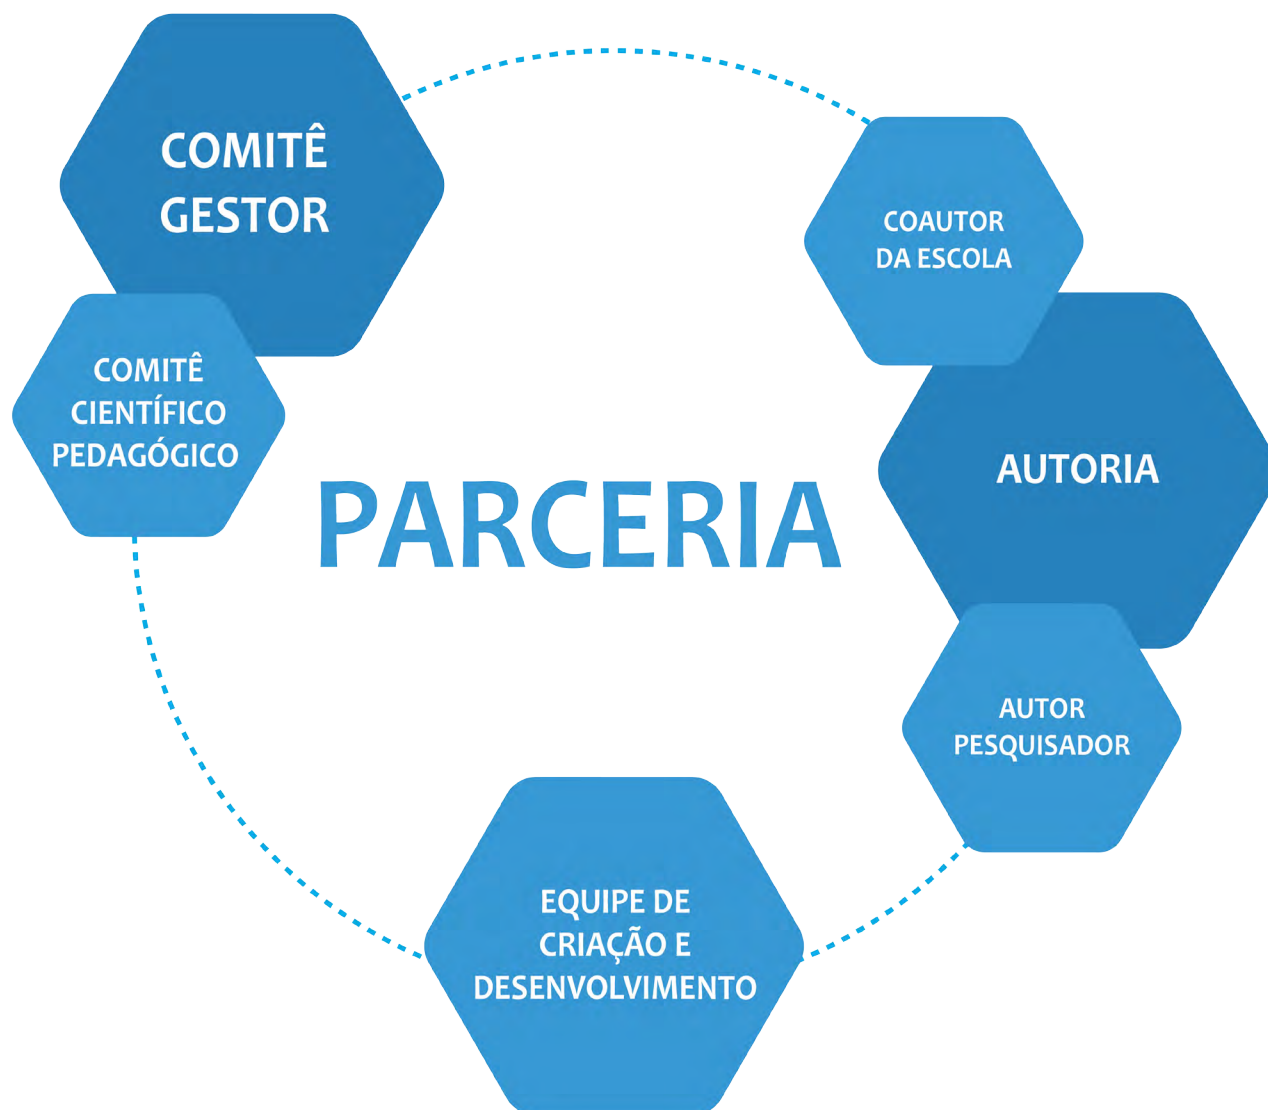 COMITÊ
GESTOR
COAUTOR
DA ESCOLA
COMITÊ
CIENTÍFICO
PEDAGÓGICO
PARCERIA
AUTORIA
AUTOR
PESQUISADOR
EQUIPE DE
CRIAÇÃO E
DESENVOLVIMENTO